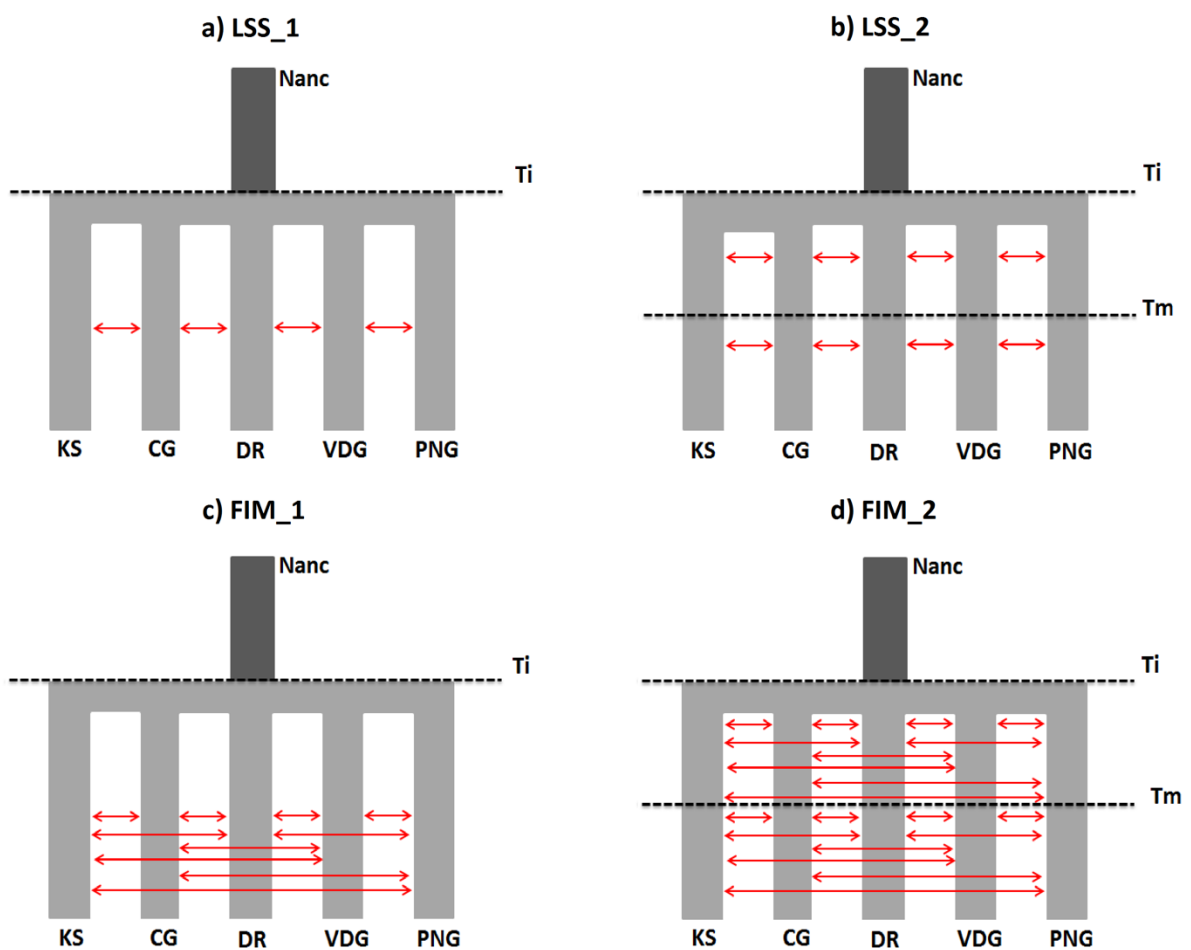 a) LSS_1
b) LSS_2
Nanc
Nanc
Ti
Ti
Tm
KS CG DR VDG PNG
KS CG DR VDG PNG
c) FIM_1
d) FIM_2
Nanc
Nanc
Ti
Ti
Tm
KS CG DR VDG PNG
KS CG DR VDG PNG